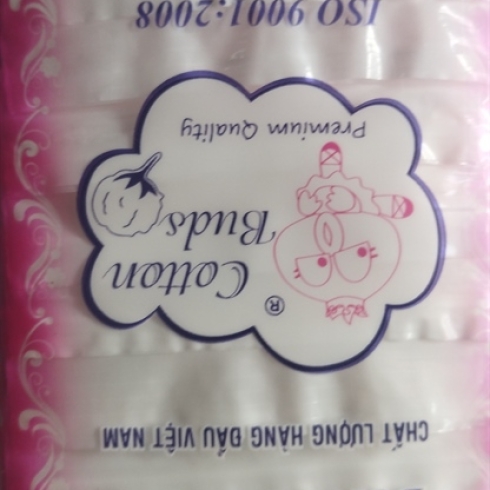 CHẤT LƯỢNG HÀNG ĐẦU VIỆT NAM
®
Cotton
Buds
Premium Quality
ISO 9001:2008